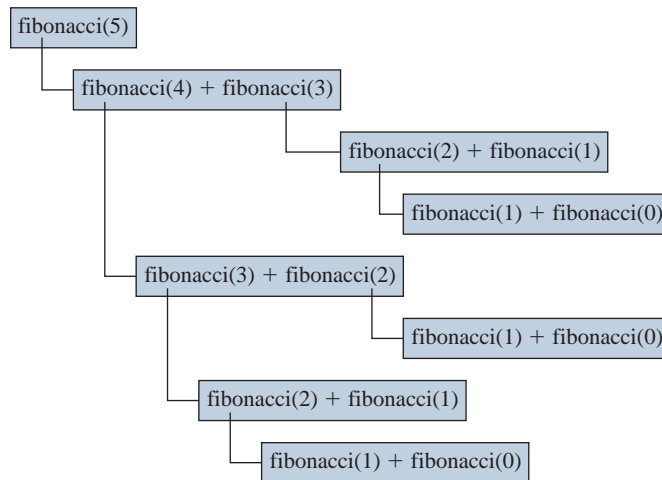 fibonacci(5)
fibonacci(4) + fibonacci(3)
fibonacci(2) + fibonacci(1)
fibonacci(1) + fibonacci(0)
fibonacci(3) + fibonacci(2)
fibonacci(1) + fibonacci(0)
fibonacci(2) + fibonacci(1)
fibonacci(1) + fibonacci(0)